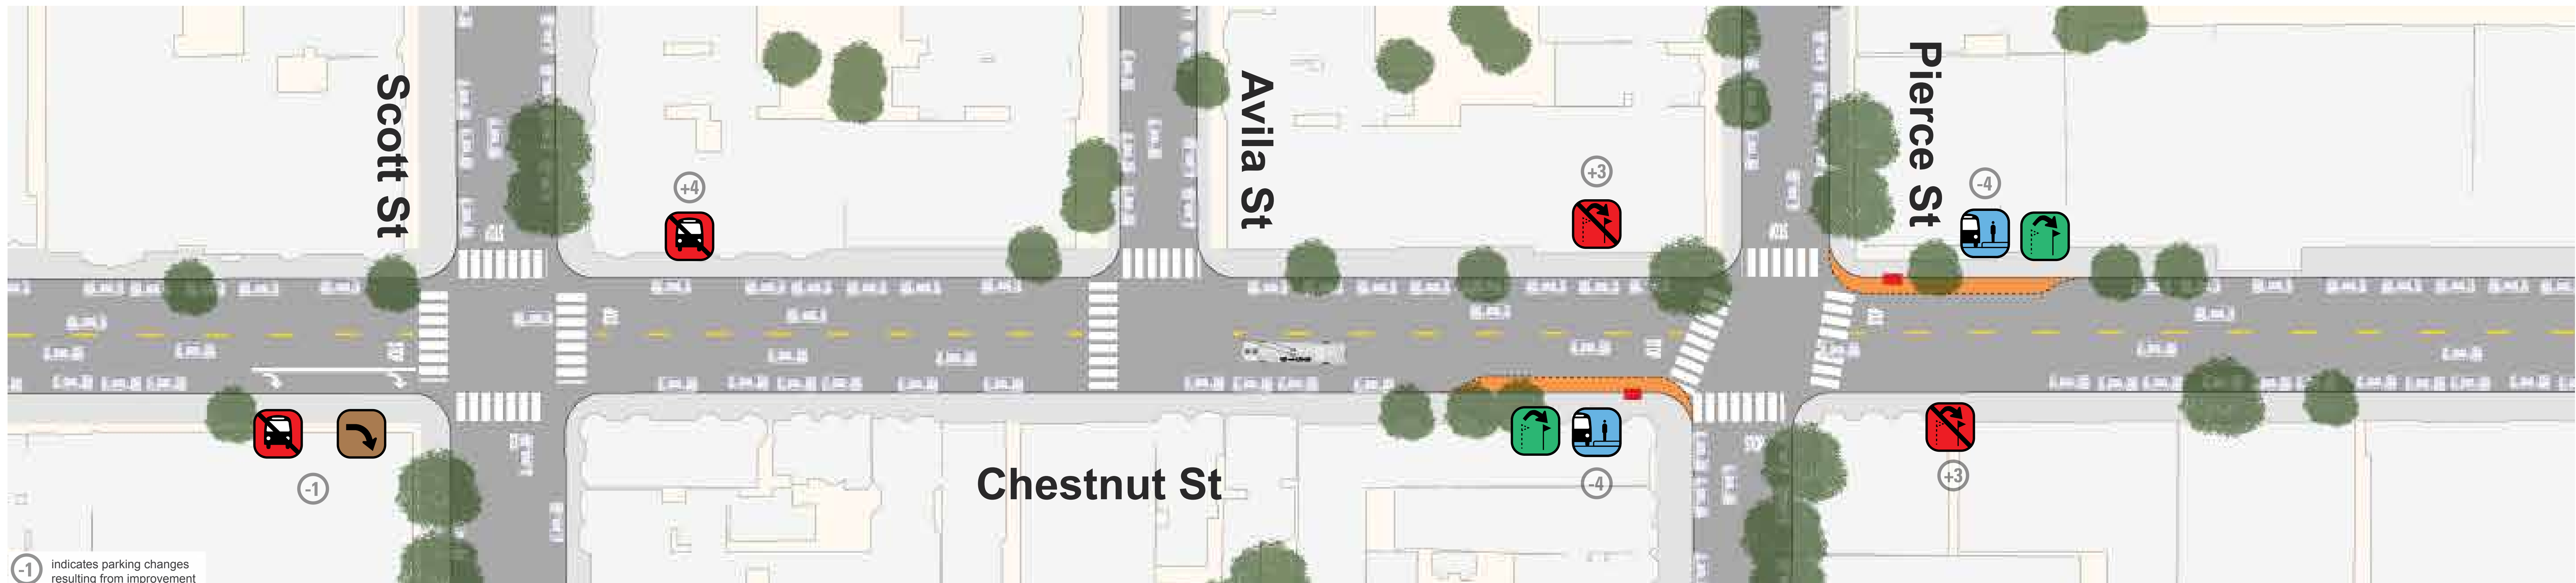 Scott St
Avila St
Pierce St
+4
+3
-4
-1
Chestnut St
-4
+3
STOP
-1
indicates parking changes
resulting from improvement